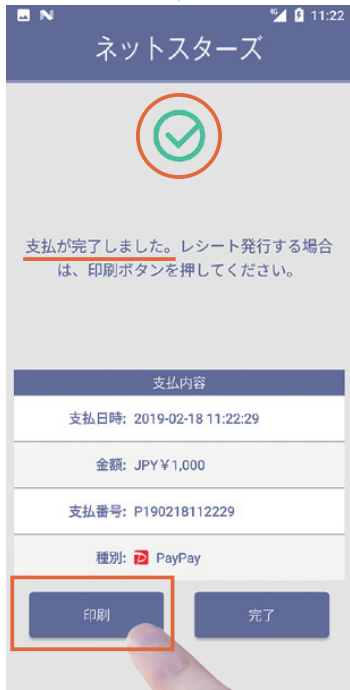 11:22
ネットスターズ
支払が完了しました。レシート発行する場合
は、印刷ボタンを押してください。
支払内容
支払日時: 2019-02-18 11:22:29
金額: JPY¥1,000
支払番号: P190218112229
種別: PayPay
印刷
完了